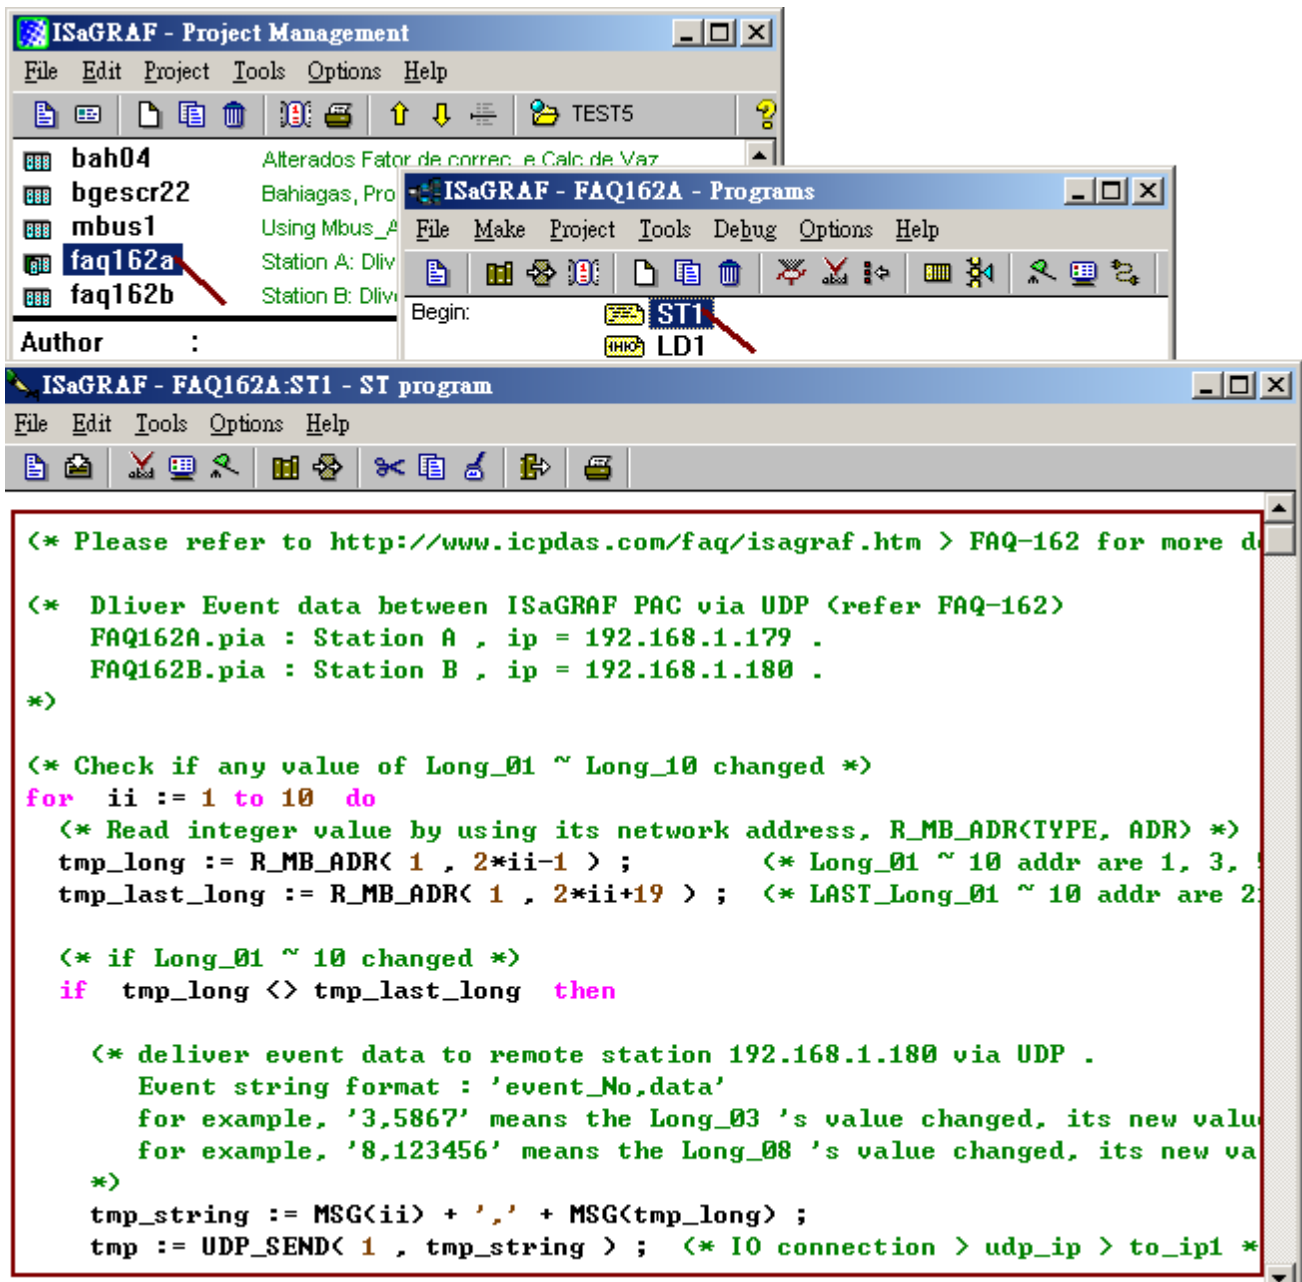 ISaGRAF - Project Management
File Edit Project Tools Options Help
TEST5
bah04 Alterados Fator de correc. e Calc de Vaz
bgescr22 Bahiagas, Pro
mbus1 Using Mbus_A
faq162a Station A: Dliv
faq162b Station B: Dliv
Author :
ISaGRAF - FAQ162A - Programs
File Make Project Tools Debug Options Help
Begin: ST1
LD1
ISaGRAF - FAQ162A:ST1 - ST program
File Edit Tools Options Help
(* Please refer to http://www.icpdas.com/faq/isagraf.htm > FAQ-162 for more d
(* Dliver Event data between ISaGRAF PAC via UDP (refer FAQ-162)
FAQ162A.pia : Station A , ip = 192.168.1.179 .
FAQ162B.pia : Station B , ip = 192.168.1.180 .
*)
(* Check if any value of Long_01 ~ Long_10 changed *)
for ii := 1 to 10 do
(* Read integer value by using its network address, R_MB_ADR(TYPE, ADR) *)
tmp_long := R_MB_ADR( 1 , 2*ii-1 ) ; (* Long_01 ~ 10 addr are 1, 3,
tmp_last_long := R_MB_ADR( 1 , 2*ii+19 ) ; (* LAST_Long_01 ~ 10 addr are 21
(* if Long_01 ~ 10 changed *)
if tmp_long <> tmp_last_long then
(* deliver event data to remote station 192.168.1.180 via UDP .
Event string format : 'event_No,data'
for example, '3,5867' means the Long_03 's value changed, its new valu
for example, '8,123456' means the Long_08 's value changed, its new va
*)
tmp_string := MSG(ii) + ',' + MSG(tmp_long) ;
tmp := UDP_SEND( 1 , tmp_string ) ; (* IO connection > udp_ip > to_ip1 *